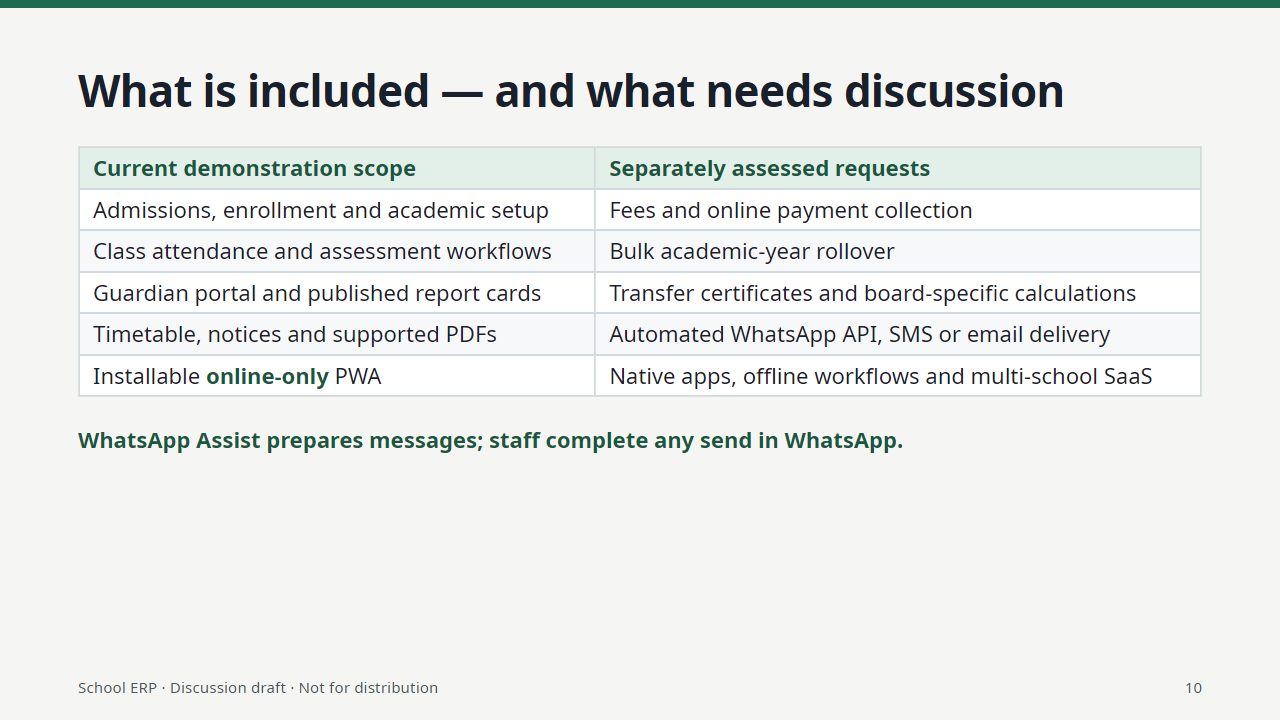 What is included — and what needs discussion
Current demonstration scope | Separately assessed requests
Admissions, enrollment and academic setup | Fees and online payment collection
Class attendance and assessment workflows | Bulk academic-year rollover
Guardian portal and published report cards | Transfer certificates and board-specific calculations
Timetable, notices and supported PDFs | Automated WhatsApp API, SMS or email delivery
Installable online-only PWA | Native apps, offline workflows and multi-school SaaS
WhatsApp Assist prepares messages; staff complete any send in WhatsApp.
School ERP · Discussion draft · Not for distribution
10